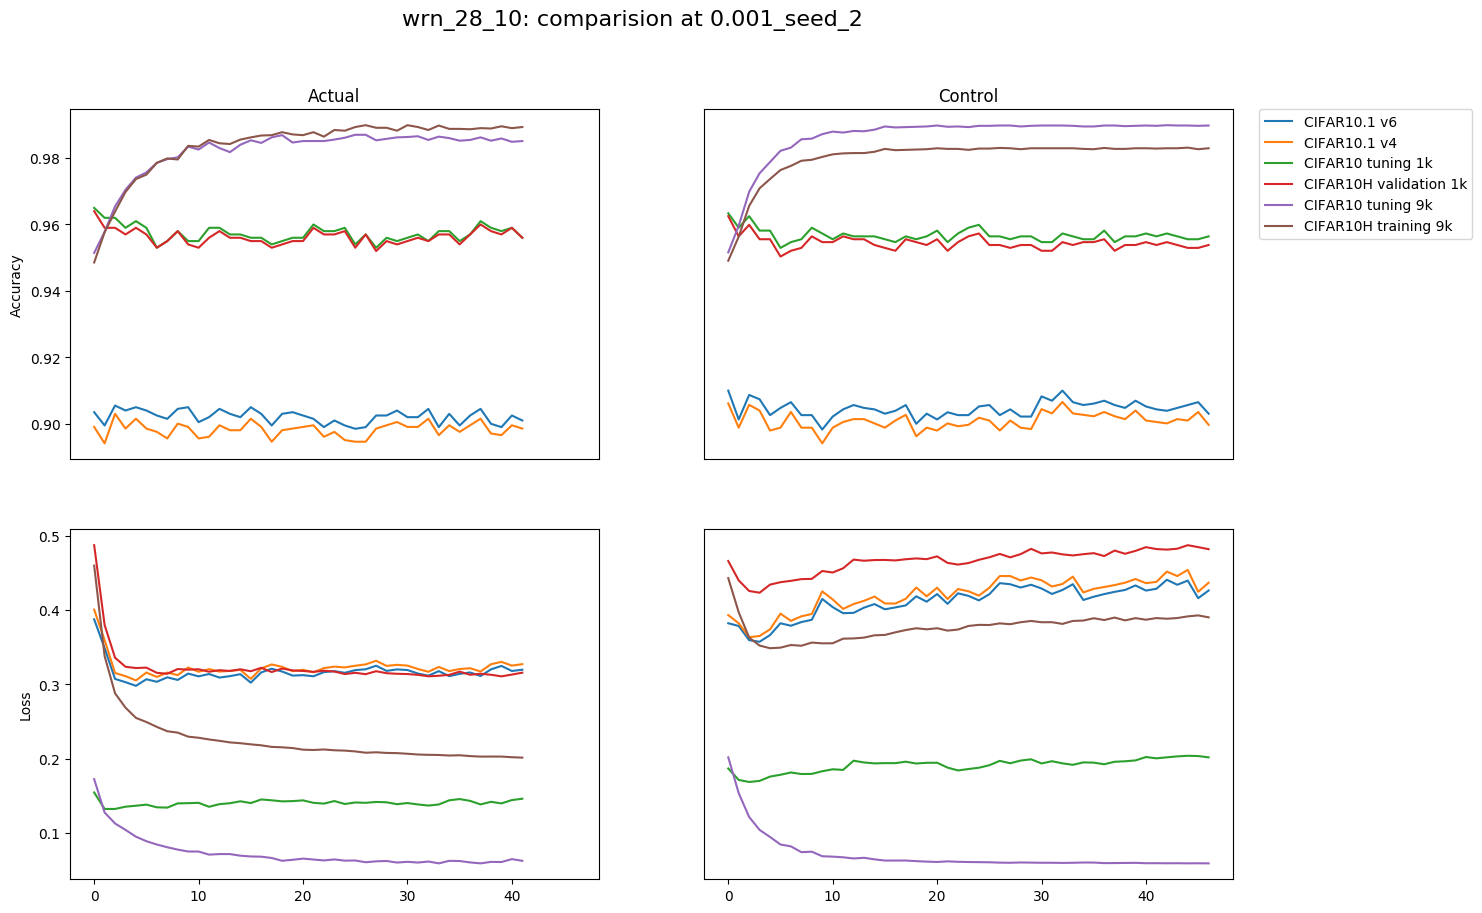 wrn_28_10: comparision at 0.001_seed_2
Actual
Control
Accuracy
0.98
0.96
0.94
0.92
0.90
CIFAR10.1 v6
CIFAR10.1 v4
CIFAR10 tuning 1k
CIFAR10H validation 1k
CIFAR10 tuning 9k
CIFAR10H training 9k
Loss
0.5
0.4
0.3
0.2
0.1
0 10 20 30 40
0 10 20 30 40